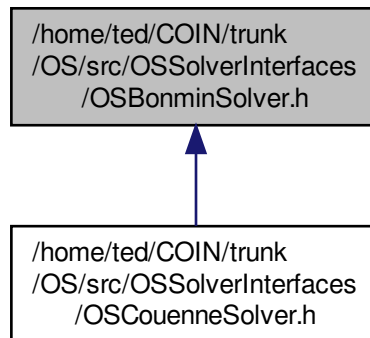 /home/ted/COIN/trunk
/OS/src/OSSolverInterfaces
/OSBonminSolver.h
/home/ted/COIN/trunk
/OS/src/OSSolverInterfaces
/OSCouenneSolver.h